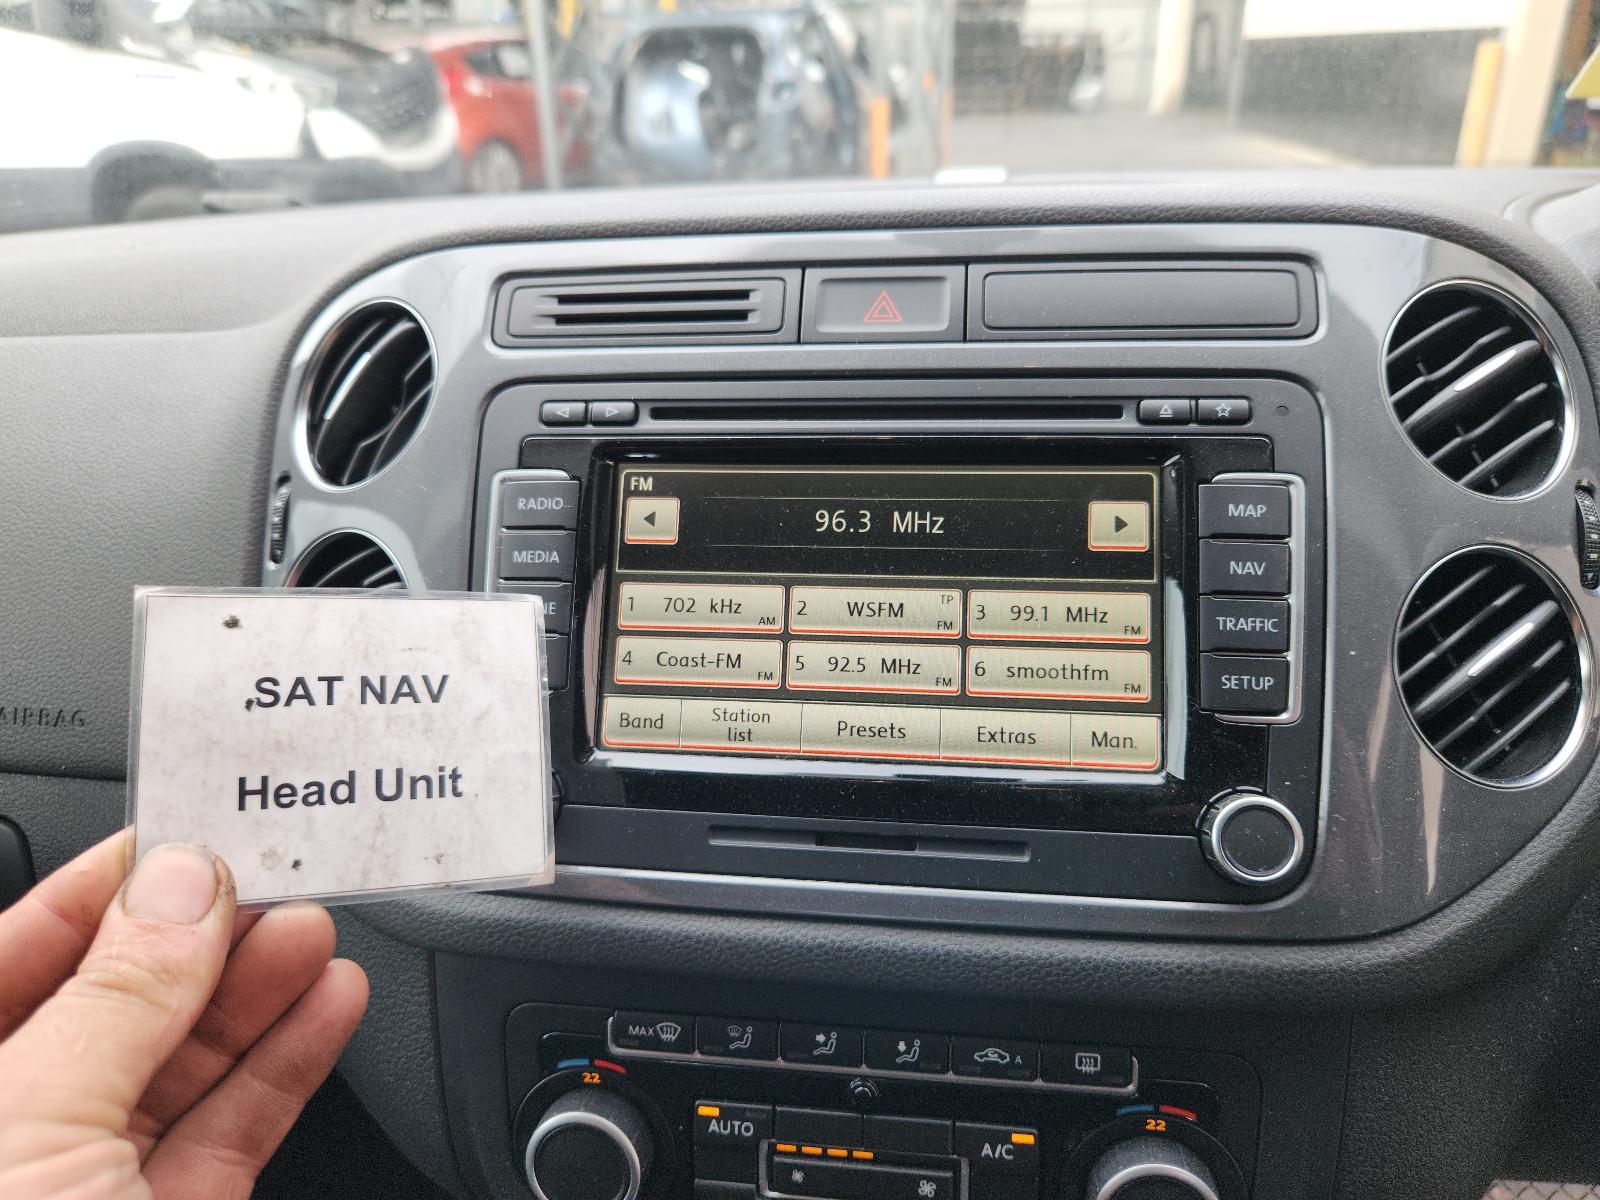 FM
96.3 MHz
1 702 kHz AM
2 WSFM TP FM
3 99.1 MHz FM
4 Coast-FM FM
5 92.5 MHz FM
6 smoothfm FM
Band
Station
list
Presets
Extras
Man.
RADIO
MEDIA
NE
MAP
NAV
TRAFFIC
SETUP
SAT NAV
Head Unit
AIRBAG
MAX
A
22
22
AUTO
A/C